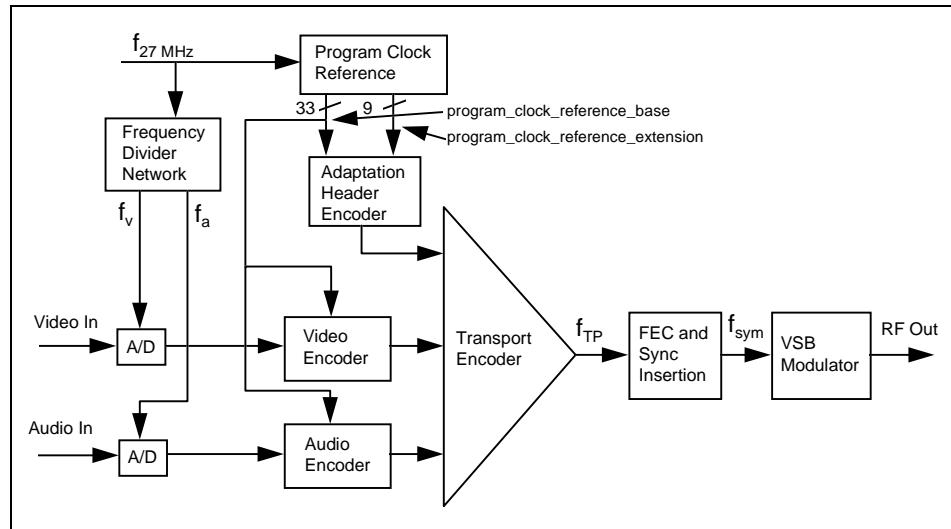 f27 MHz
Program Clock
Reference
33
9
program_clock_reference_base
program_clock_reference_extension
Frequency
Divider
Network
Adaptation
Header
Encoder
fv
fa
Video In
A/D
Video
Encoder
Transport
Encoder
fTP
FEC and
Sync
Insertion
fsym
VSB
Modulator
RF Out
Audio In
A/D
Audio
Encoder